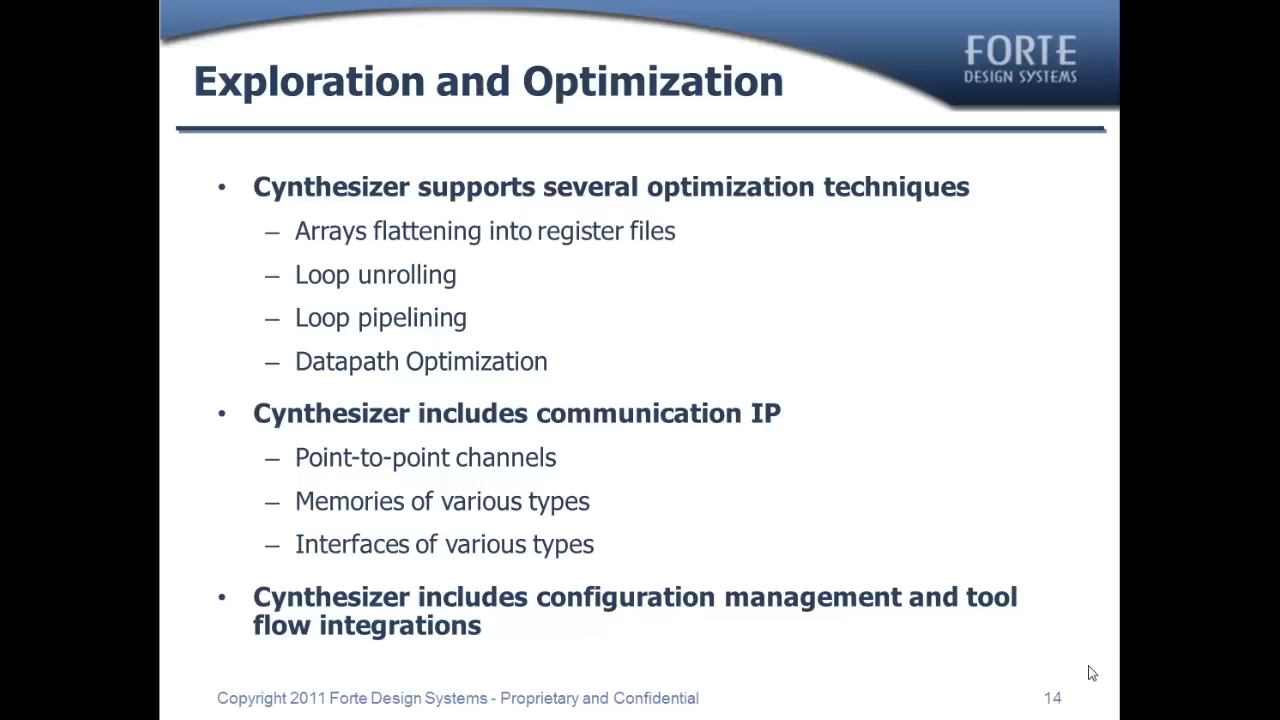 FORTE
DESIGN SYSTEMS
Exploration and Optimization
• Cynthesizer supports several optimization techniques
– Arrays flattening into register files
– Loop unrolling
– Loop pipelining
– Datapath Optimization
• Cynthesizer includes communication IP
– Point-to-point channels
– Memories of various types
– Interfaces of various types
• Cynthesizer includes configuration management and tool
flow integrations
Copyright 2011 Forte Design Systems - Proprietary and Confidential
14